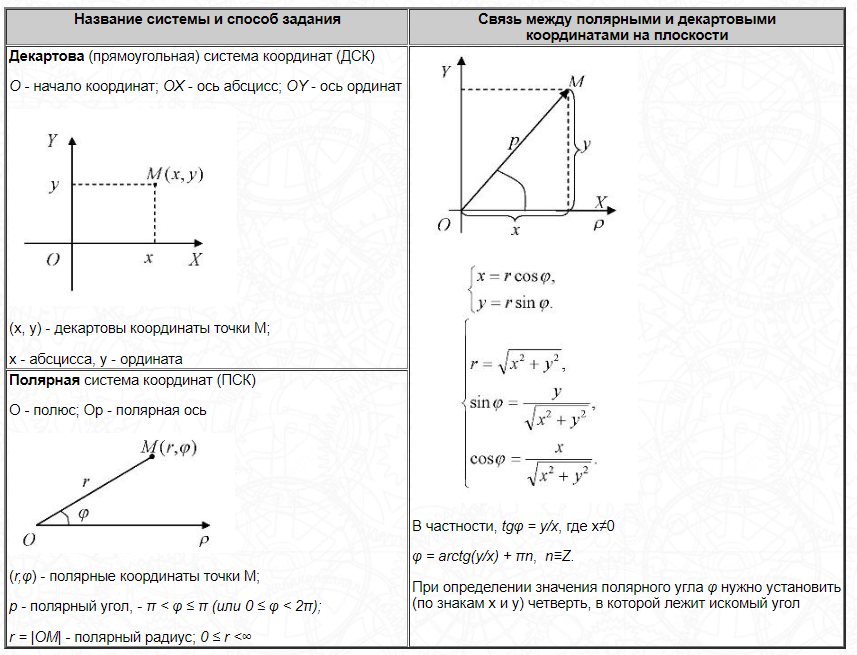 Название системы и способ задания
Связь между полярными и декартовыми
координатами на плоскости
Декартова (прямоугольная) система координат (ДСК)
O - начало координат; OX - ось абсцисс; OY - ось ординат
Y
y
M(x, y)
O
x
X
(x, y) - декартовы координаты точки M;
x - абсцисса, y - ордината
Полярная система координат (ПСК)
O - полюс; Op - полярная ось
M(r,φ)
r
φ
O
ρ
(r,φ) - полярные координаты точки M;
p - полярный угол, - π < φ ≤ π (или 0 ≤ φ < 2π);
r = |OM| - полярный радиус; 0 ≤ r <∞
Y
M
p
y
X
O
x
ρ
{ x = r cos φ,
y = r sin φ.
{ r = √(x² + y²),
sin φ = y / √(x² + y²),
cos φ = x / √(x² + y²).
В частности, tgφ = y/x, где x≠0
φ = arctg(y/x) + πn, n≡Z.
При определении значения полярного угла φ нужно установить
(по знакам x и y) четверть, в которой лежит искомый угол